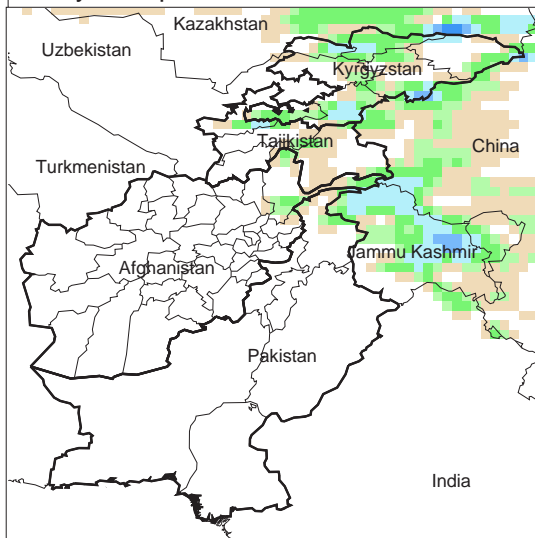 Kazakhstan
Uzbekistan
Kyrgyzstan
Tajikistan
China
Turkmenistan
Jammu Kashmir
Afghanistan
Pakistan
India